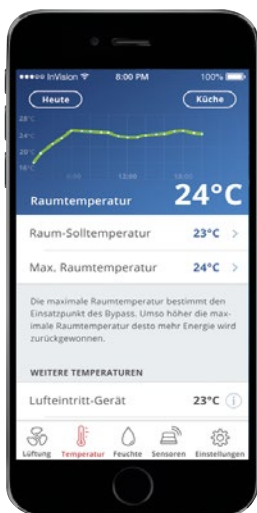 InVision 8:00 PM 100%
Heute Küche
28°C
24°C
20°C
16°C
6:00 12:00 18:00
Raumtemperatur 24°C
Raum-Solltemperatur 23°C >
Max. Raumtemperatur 24°C >
Die maximale Raumtemperatur bestimmt den
Einsatzpunkt des Bypass. Umso höher die max-
imale Raumtemperatur desto mehr Energie wird
zurückgewonnen.
WEITERE TEMPERATUREN
Lufteintritt-Gerät 23°C i
Lüftung Temperatur Feuchte Sensoren Einstellungen